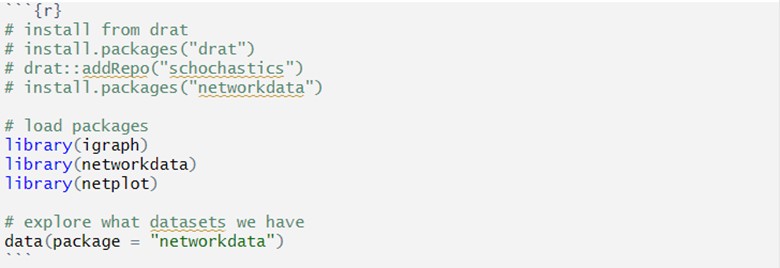 ```{r}
# install from drat
# install.packages("drat")
# drat::addRepo("schochastics")
# install.packages("networkdata")
# load packages
library(igraph)
library(networkdata)
library(netplot)
# explore what datasets we have
data(package = "networkdata")
```